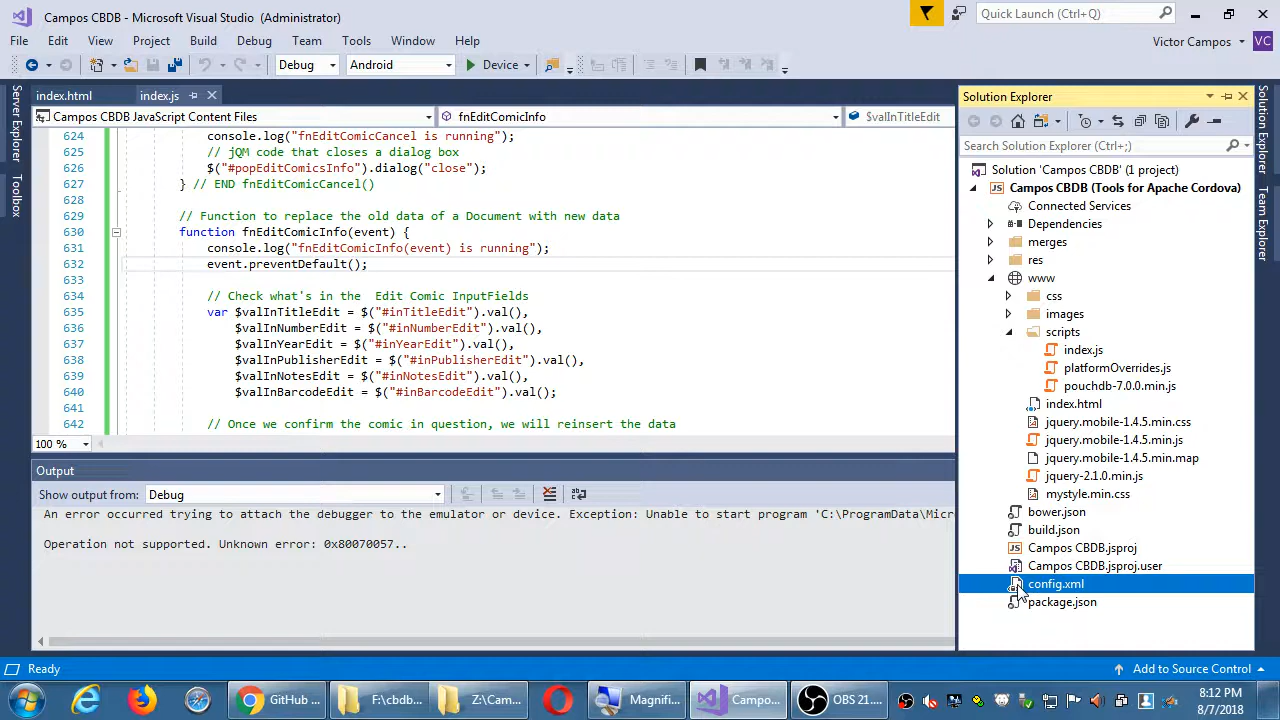 Campos CBDB - Microsoft Visual Studio (Administrator)
Quick Launch (Ctrl+Q)
File Edit View Project Build Debug Team Tools Window Help
Victor Campos VC
Debug Android Device
index.html index.js
Campos CBDB JavaScript Content Files fnEditComicInfo $valInTitleEdit
Server Explorer
Toolbox
624 console.log("fnEditComicCancel is running");
625 // jQM code that closes a dialog box
626 $("#popEditComicsInfo").dialog("close");
627 } // END fnEditComicCancel()
628
629 // Function to replace the old data of a Document with new data
630 function fnEditComicInfo(event) {
631 console.log("fnEditComicInfo(event) is running");
632 event.preventDefault();
633
634 // Check what's in the  Edit Comic InputFields
635 var $valInTitleEdit = $("#inTitleEdit").val(),
636 $valInNumberEdit = $("#inNumberEdit").val(),
637 $valInYearEdit = $("#inYearEdit").val(),
638 $valInPublisherEdit = $("#inPublisherEdit").val(),
639 $valInNotesEdit = $("#inNotesEdit").val(),
640 $valInBarcodeEdit = $("#inBarcodeEdit").val();
641
642 // Once we confirm the comic in question, we will reinsert the data
100 %
Output
Show output from: Debug
An error occurred trying to attach the debugger to the emulator or device. Exception: Unable to start program 'C:\ProgramData\Micr
Operation not supported. Unknown error: 0x80070057..
Solution Explorer
Search Solution Explorer (Ctrl+;)
Solution 'Campos CBDB' (1 project)
JS Campos CBDB (Tools for Apache Cordova)
Connected Services
Dependencies
merges
res
www
css
images
scripts
index.js
platformOverrides.js
pouchdb-7.0.0.min.js
index.html
jquery.mobile-1.4.5.min.css
jquery.mobile-1.4.5.min.js
jquery.mobile-1.4.5.min.map
jquery-2.1.0.min.js
mystyle.min.css
bower.json
build.json
JS Campos CBDB.jsproj
Campos CBDB.jsproj.user
config.xml
package.json
Solution Explorer
Team Explorer
Ready Add to Source Control
GitHub ... F:\cbdb... Z:\Cam... Magnifi... Campo... OBS 21....
8:12 PM
8/7/2018